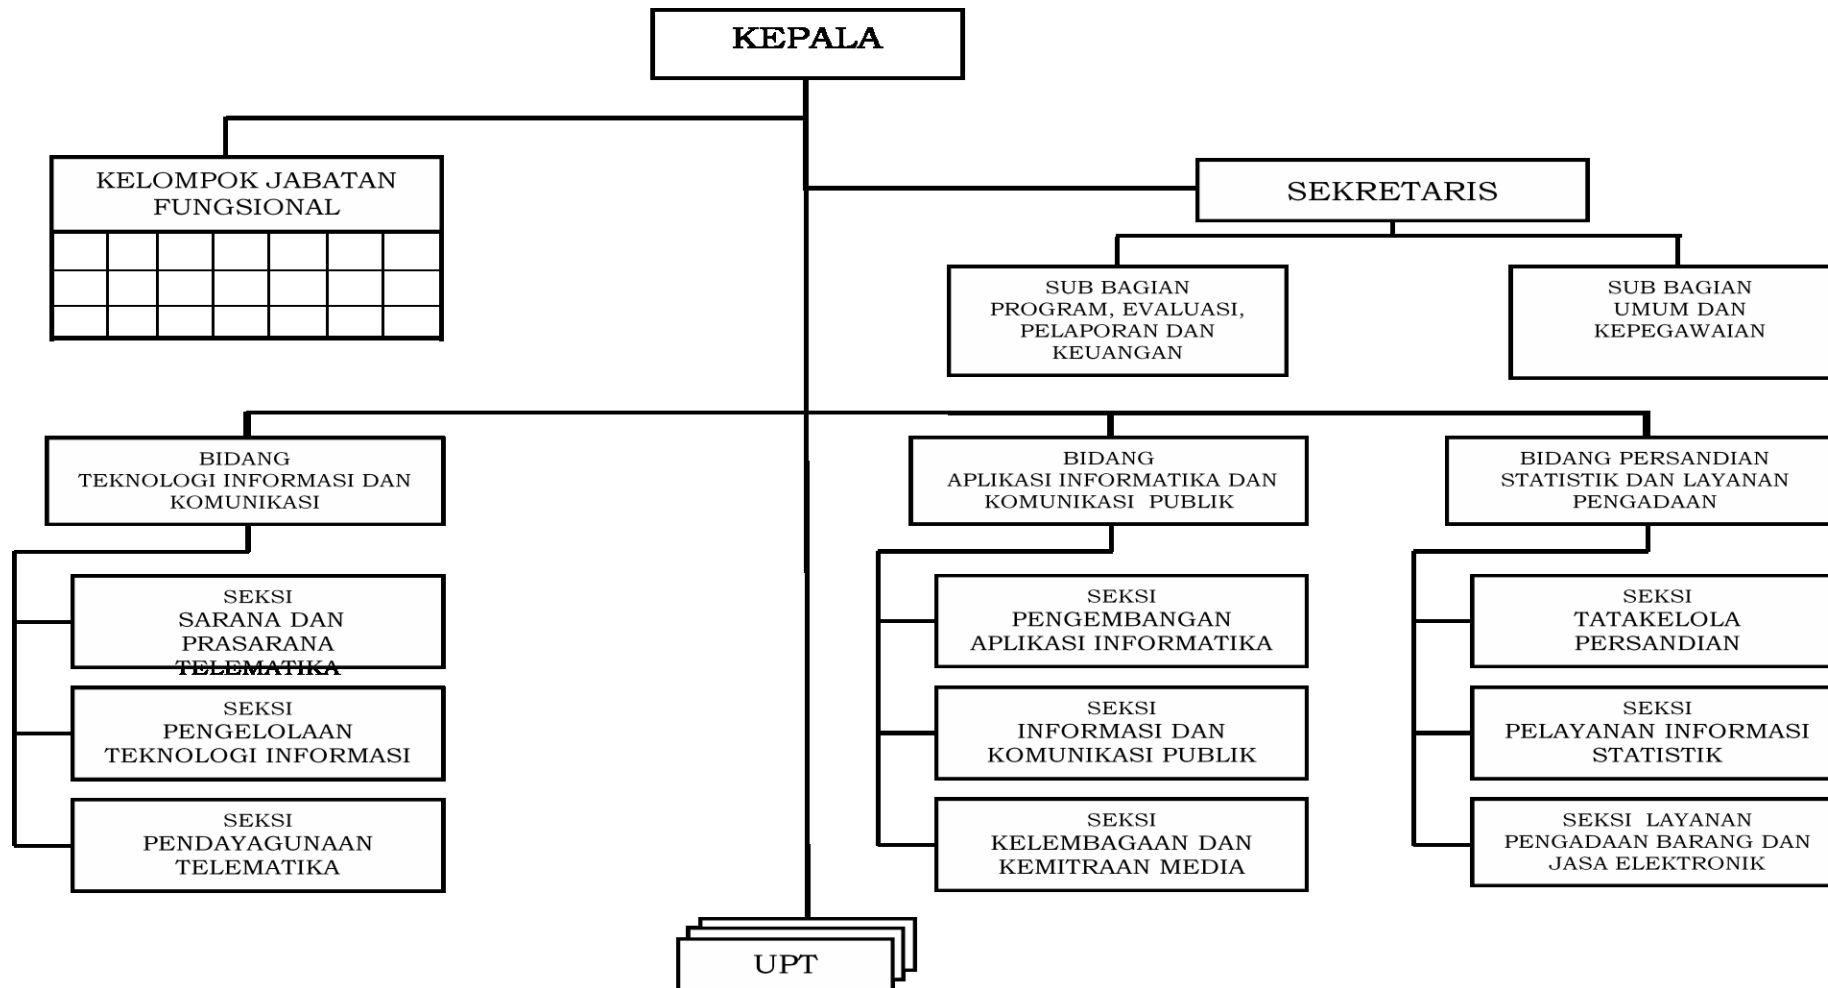 KEPALA
KELOMPOK JABATAN
FUNGSIONAL
SEKRETARIS
SUB BAGIAN
PROGRAM, EVALUASI,
PELAPORAN DAN
KEUANGAN
SUB BAGIAN
UMUM DAN
KEPEGAWAIAN
BIDANG
TEKNOLOGI INFORMASI DAN
KOMUNIKASI
BIDANG
APLIKASI INFORMATIKA DAN
KOMUNIKASI PUBLIK
BIDANG PERSANDIAN
STATISTIK DAN LAYANAN
PENGADAAN
SEKSI
SARANA DAN
PRASARANA
TELEMATIKA
SEKSI
PENGELOLAAN
TEKNOLOGI INFORMASI
SEKSI
PENDAYAGUNAAN
TELEMATIKA
SEKSI
PENGEMBANGAN
APLIKASI INFORMATIKA
SEKSI
INFORMASI DAN
KOMUNIKASI PUBLIK
SEKSI
KELEMBAGAAN DAN
KEMITRAAN MEDIA
SEKSI
TATAKELOLA
PERSANDIAN
SEKSI
PELAYANAN INFORMASI
STATISTIK
SEKSI LAYANAN
PENGADAAN BARANG DAN
JASA ELEKTRONIK
UPT